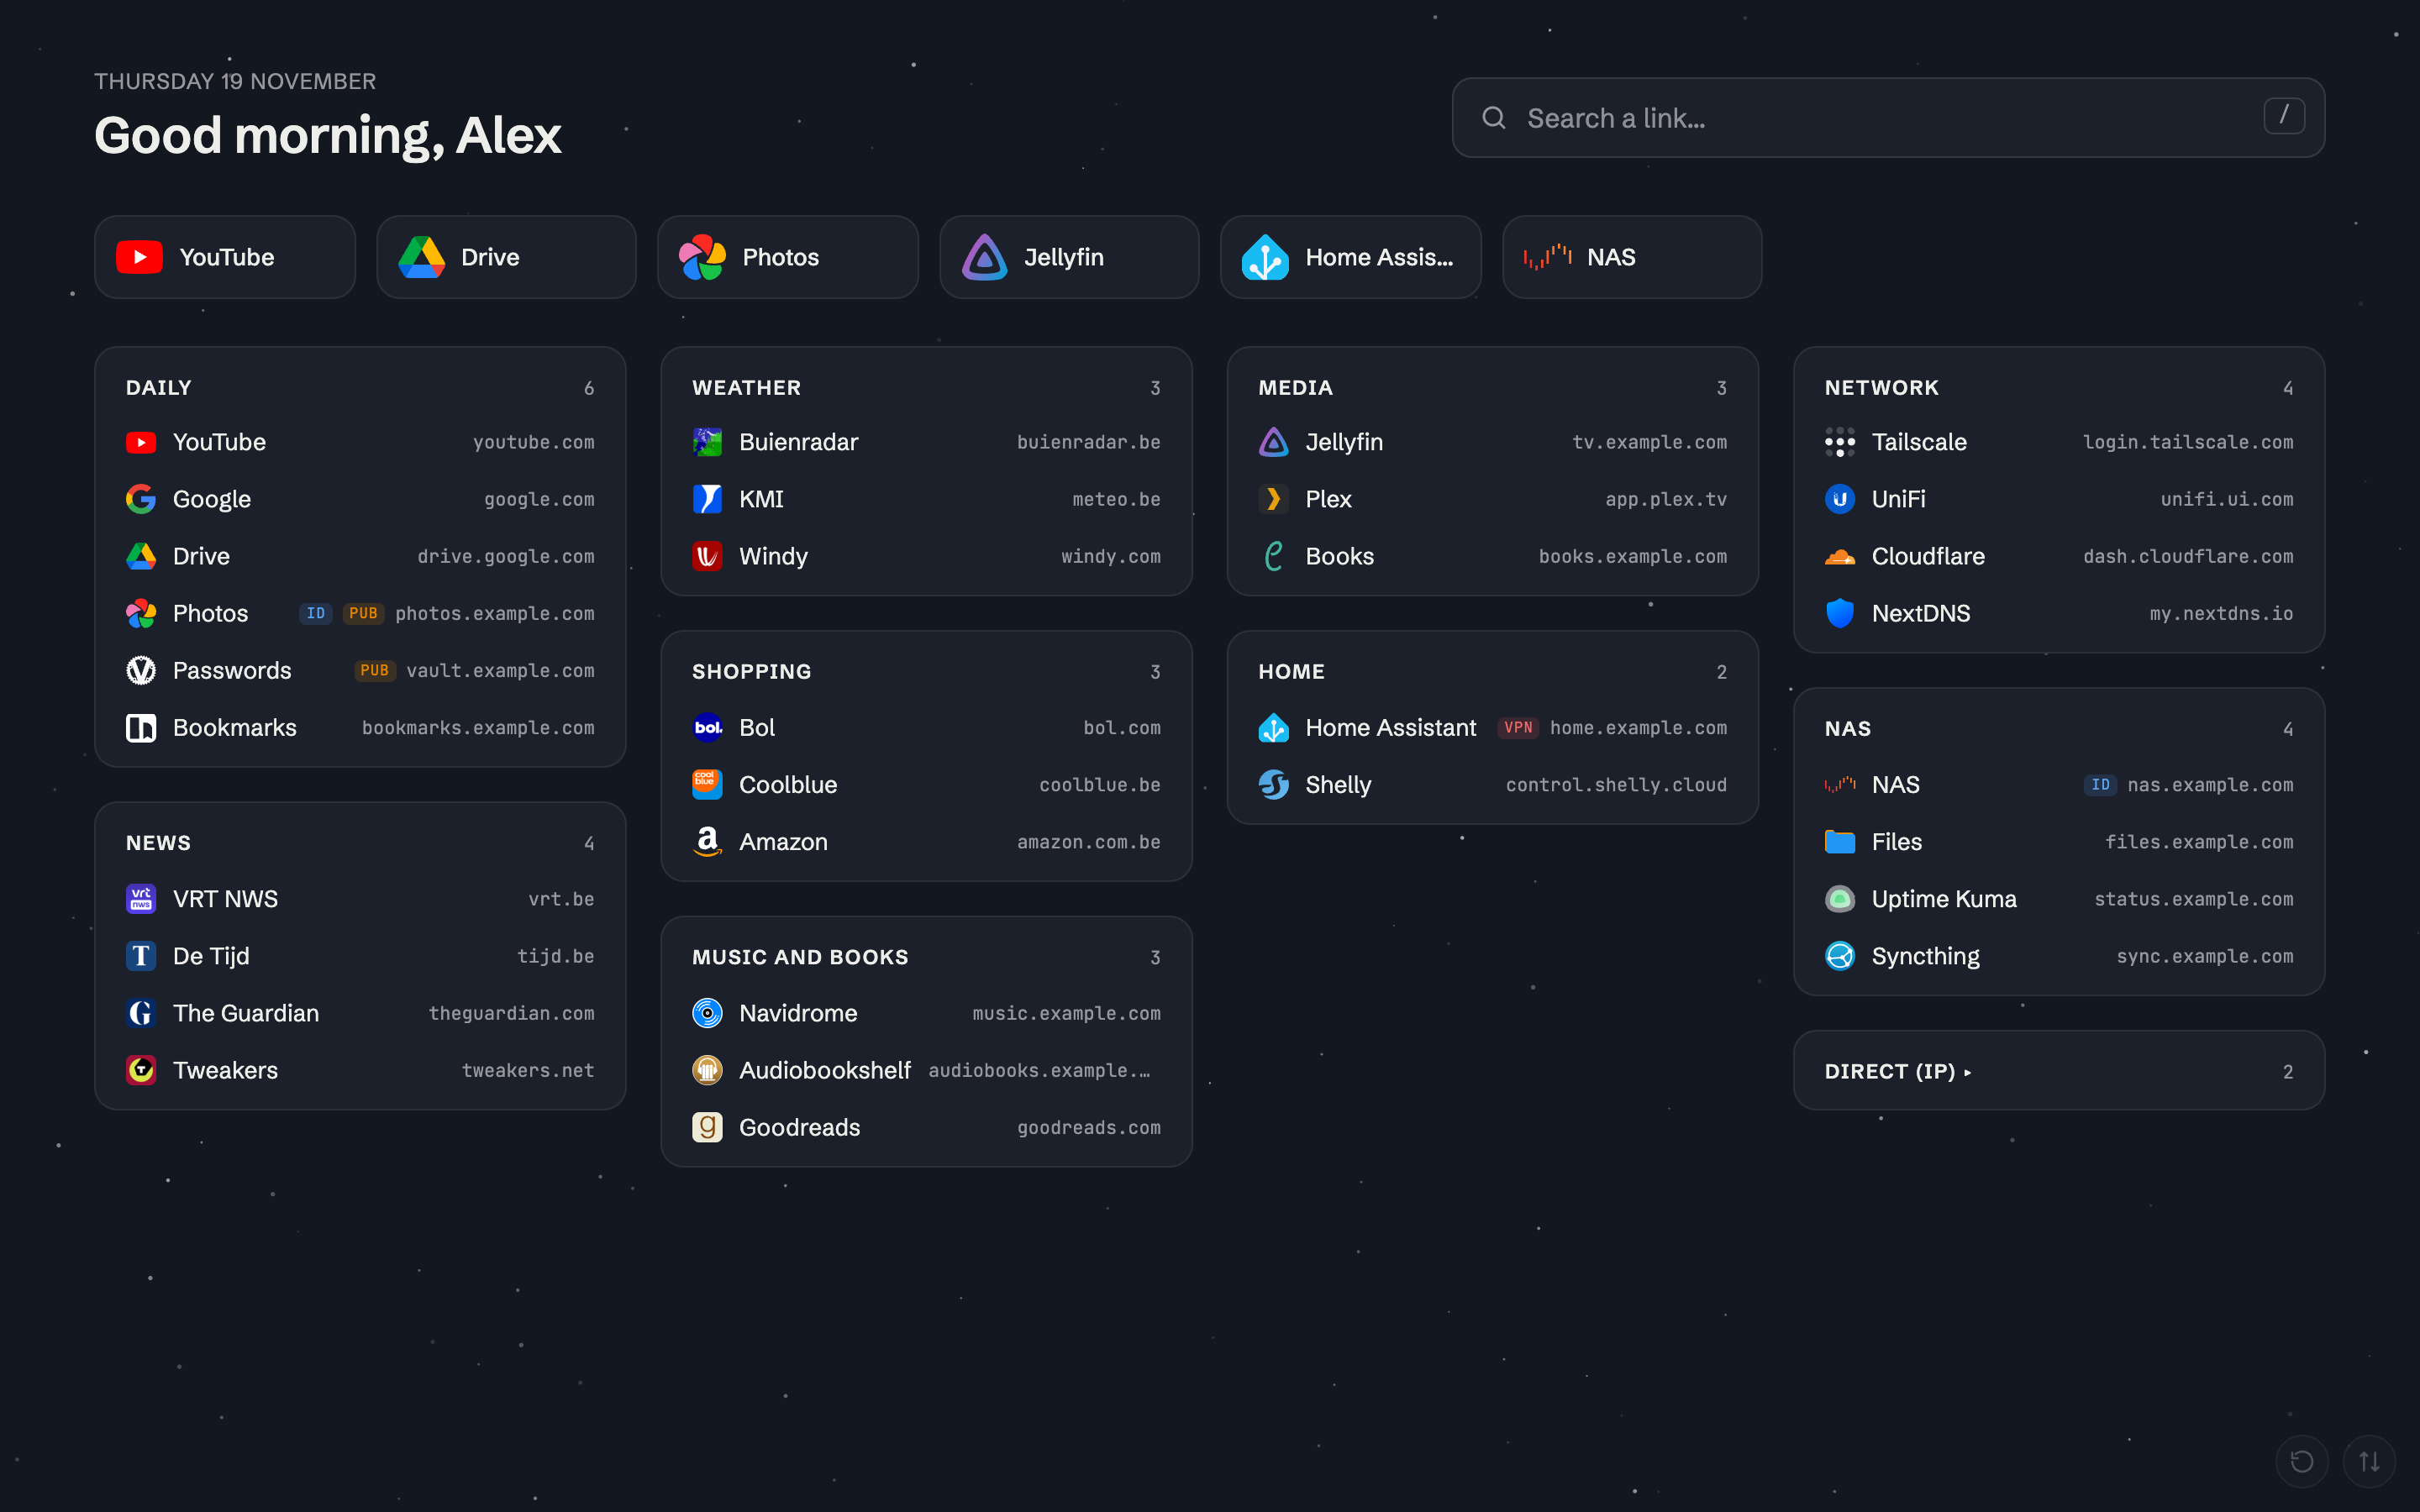 THURSDAY 19 NOVEMBER
Good morning, Alex
Search a link...
/
YouTube
Drive
Photos
Jellyfin
Home Assis...
NAS
DAILY 6
YouTube youtube.com
Google google.com
Drive drive.google.com
Photos ID PUB photos.example.com
Passwords PUB vault.example.com
Bookmarks bookmarks.example.com
NEWS 4
VRT NWS vrt.be
De Tijd tijd.be
The Guardian theguardian.com
Tweakers tweakers.net
WEATHER 3
Buienradar buienradar.be
KMI meteo.be
Windy windy.com
SHOPPING 3
Bol bol.com
Coolblue coolblue.be
Amazon amazon.com.be
MUSIC AND BOOKS 3
Navidrome music.example.com
Audiobookshelf audiobooks.example....
Goodreads goodreads.com
MEDIA 3
Jellyfin tv.example.com
Plex app.plex.tv
Books books.example.com
HOME 2
Home Assistant VPN home.example.com
Shelly control.shelly.cloud
NETWORK 4
Tailscale login.tailscale.com
UniFi unifi.ui.com
Cloudflare dash.cloudflare.com
NextDNS my.nextdns.io
NAS 4
NAS ID nas.example.com
Files files.example.com
Uptime Kuma status.example.com
Syncthing sync.example.com
DIRECT (IP) ▸ 2